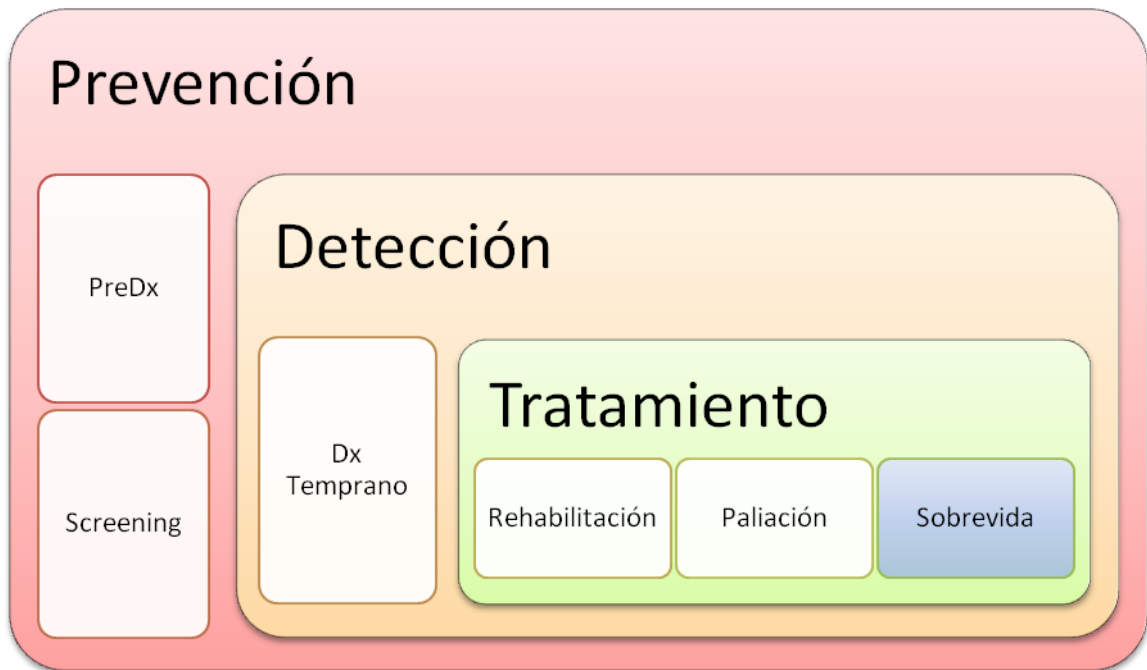 Prevención
PreDx
Screening
Detección
Dx
Temprano
Tratamiento
Rehabilitación
Paliación
Sobrevida